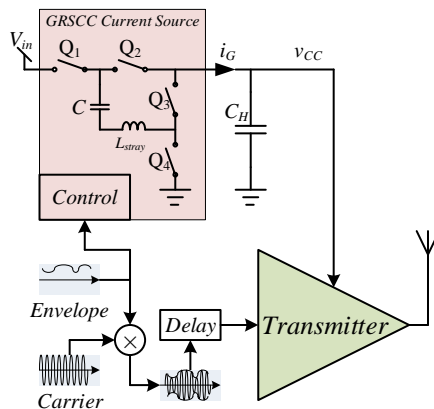 GRSCC Current Source
V_in
Q_1
Q_2
i_G
v_CC
C
Q_3
L_stray
C_H
Q_4
Control
Envelope
Delay
Transmitter
×
Carrier